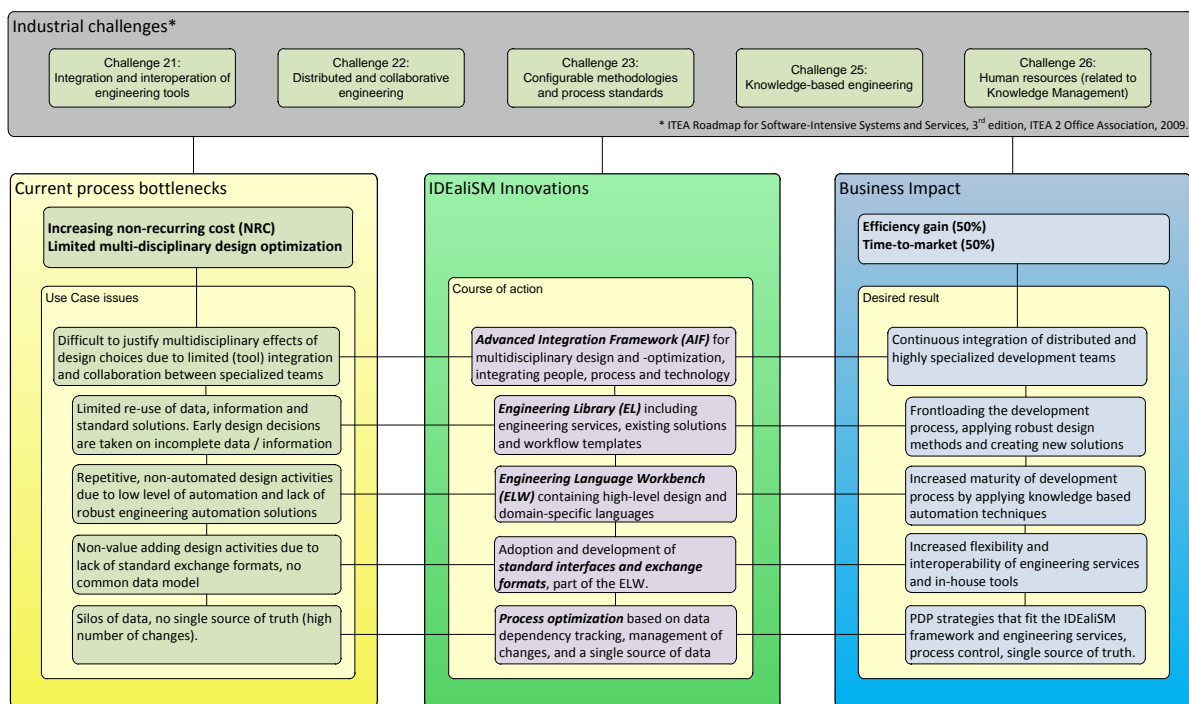 Industrial challenges*
Challenge 21:
Integration and interoperation of
engineering tools
Challenge 22:
Distributed and collaborative
engineering
Challenge 23:
Configurable methodologies
and process standards
Challenge 25:
Knowledge-based engineering
Challenge 26:
Human resources (related to
Knowledge Management)
* ITEA Roadmap for Software-Intensive Systems and Services, 3rd edition, ITEA 2 Office Association, 2009.
Current process bottlenecks
Increasing non-recurring cost (NRC)
Limited multi-disciplinary design optimization
Use Case issues
Difficult to justify multidisciplinary effects of
design choices due to limited (tool) integration
and collaboration between specialized teams
Limited re-use of data, information and
standard solutions. Early design decisions
are taken on incomplete data / information
Repetitive, non-automated design activities
due to low level of automation and lack of
robust engineering automation solutions
Non-value adding design activities due to
lack of standard exchange formats, no
common data model
Silos of data, no single source of truth (high
number of changes).
IDEaliSM Innovations
Course of action
Advanced Integration Framework (AIF) for
multidisciplinary design and -optimization,
integrating people, process and technology
Engineering Library (EL) including
engineering services, existing solutions
and workflow templates
Engineering Language Workbench
(ELW) containing high-level design and
domain-specific languages
Adoption and development of
standard interfaces and exchange
formats, part of the ELW.
Process optimization based on data
dependency tracking, management of
changes, and a single source of data
Business Impact
Efficiency gain (50%)
Time-to-market (50%)
Desired result
Continuous integration of distributed and
highly specialized development teams
Frontloading the development
process, applying robust design
methods and creating new solutions
Increased maturity of development
process by applying knowledge based
automation techniques
Increased flexibility and
interoperability of engineering services
and in-house tools
PDP strategies that fit the IDEaliSM
framework and engineering services,
process control, single source of truth.